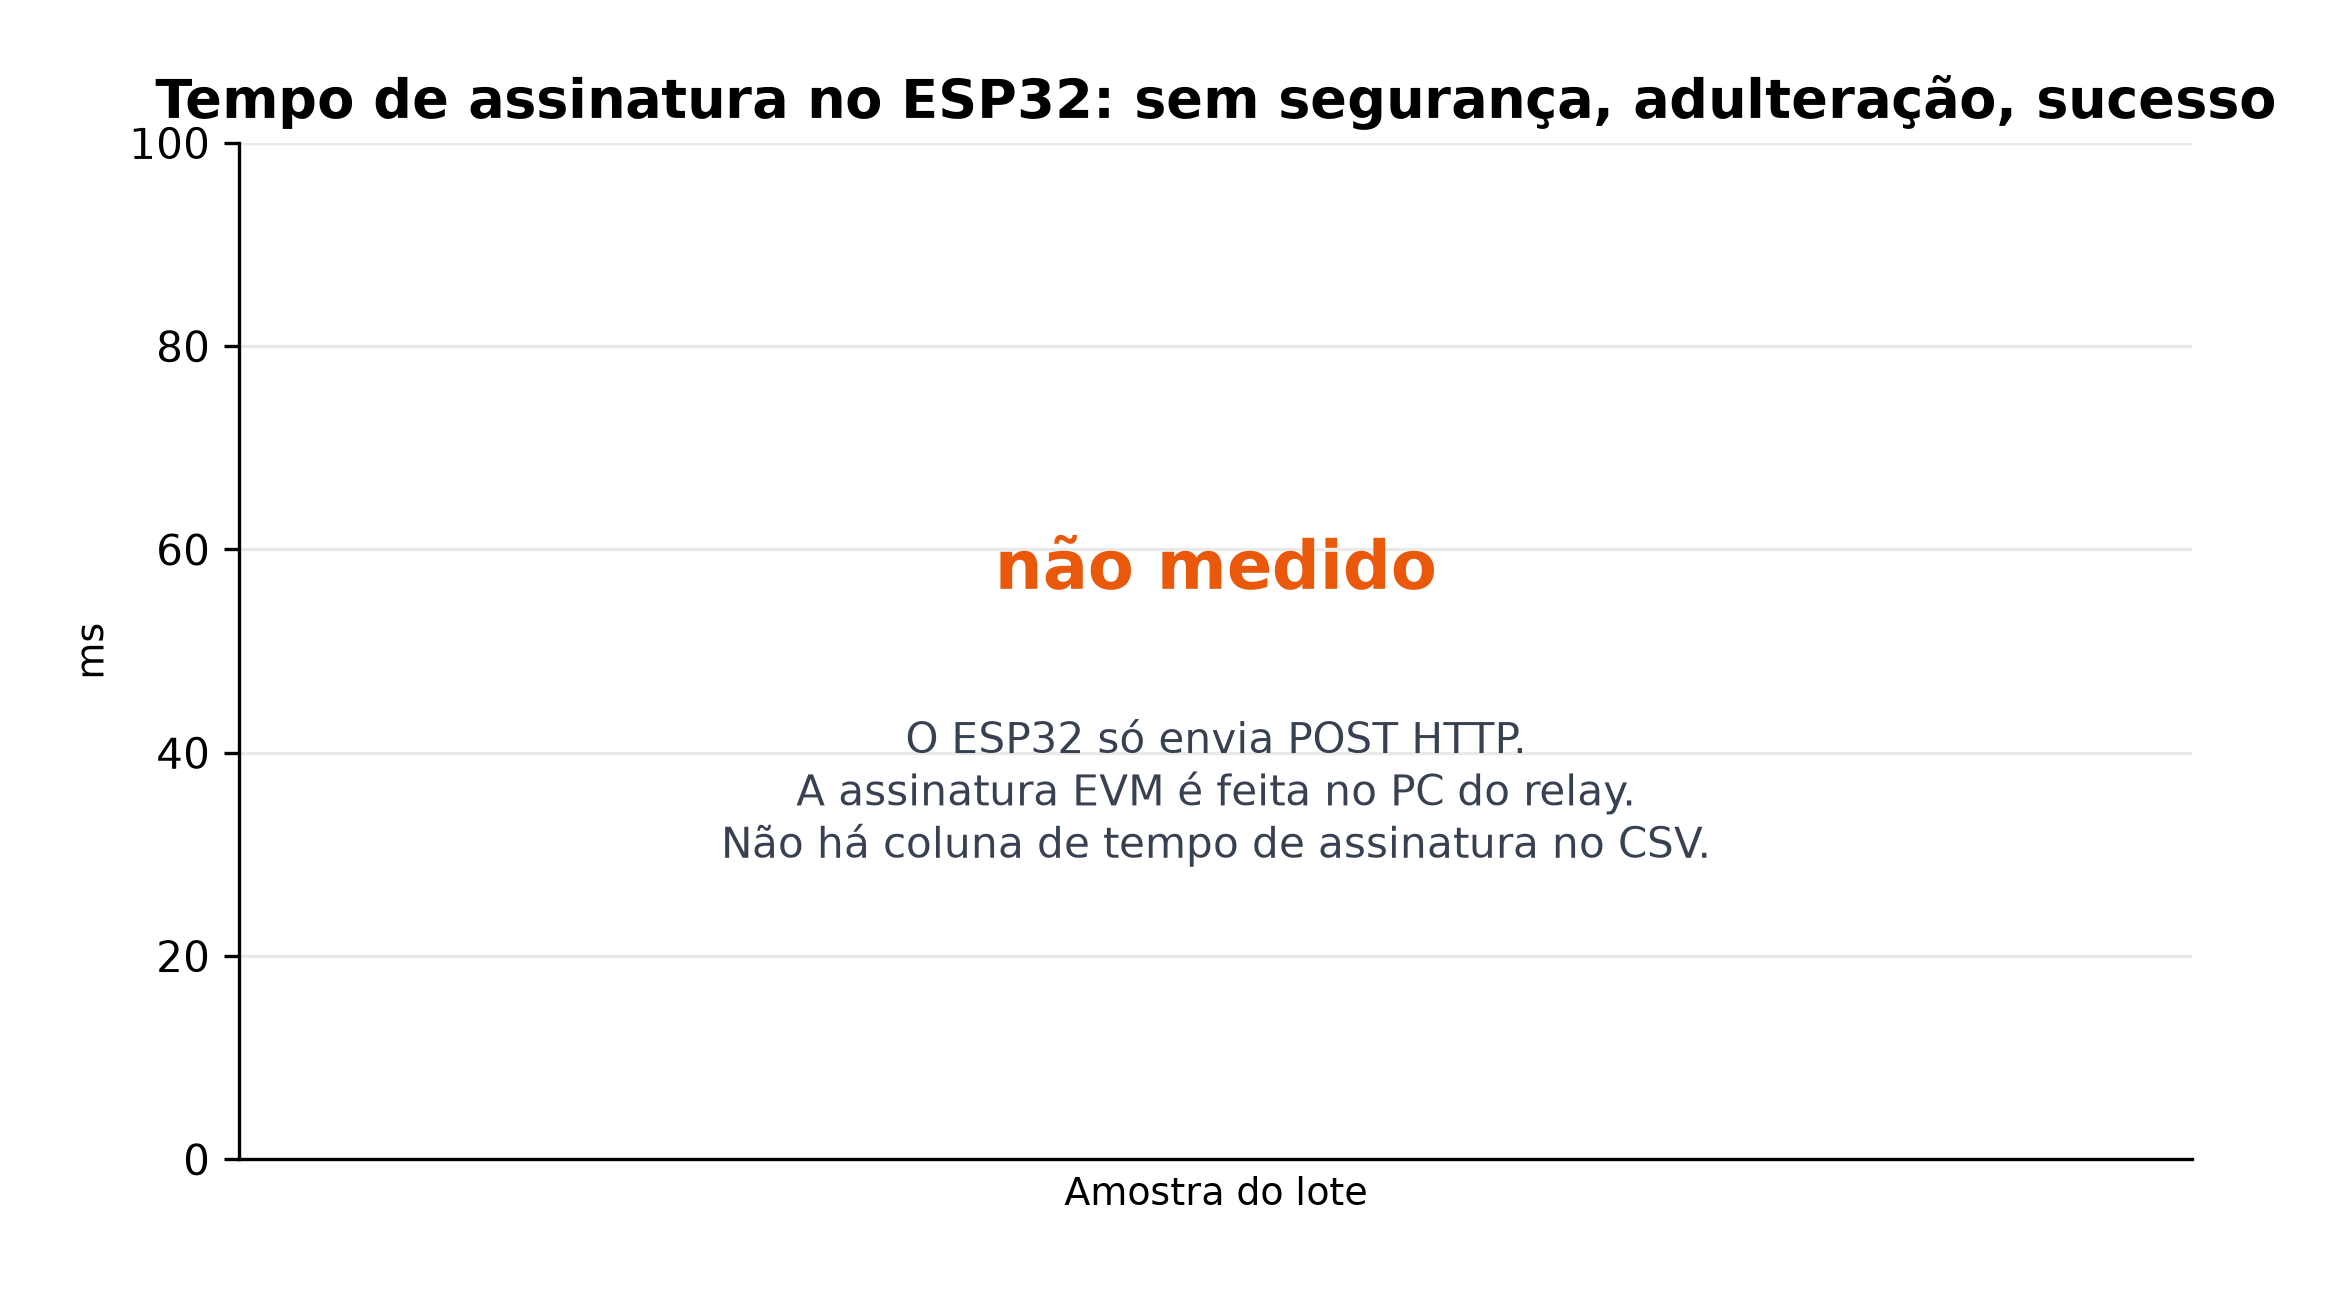 Tempo de assinatura no ESP32: sem segurança, adulteração, sucesso
100
80
60
40
20
0
ms
não medido
O ESP32 só envia POST HTTP.
A assinatura EVM é feita no PC do relay.
Não há coluna de tempo de assinatura no CSV.
Amostra do lote